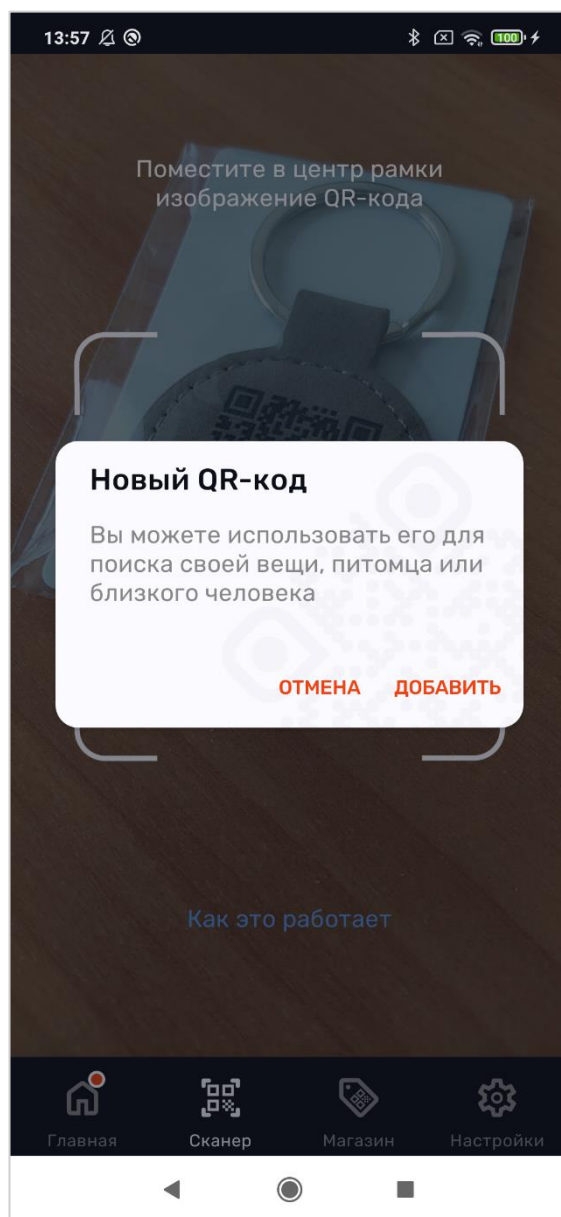 13:57
100
Поместите в центр рамки
изображение QR-кода
Новый QR-код
Вы можете использовать его для
поиска своей вещи, питомца или
близкого человека
ОТМЕНА ДОБАВИТЬ
Как это работает
Главная Сканер Магазин Настройки